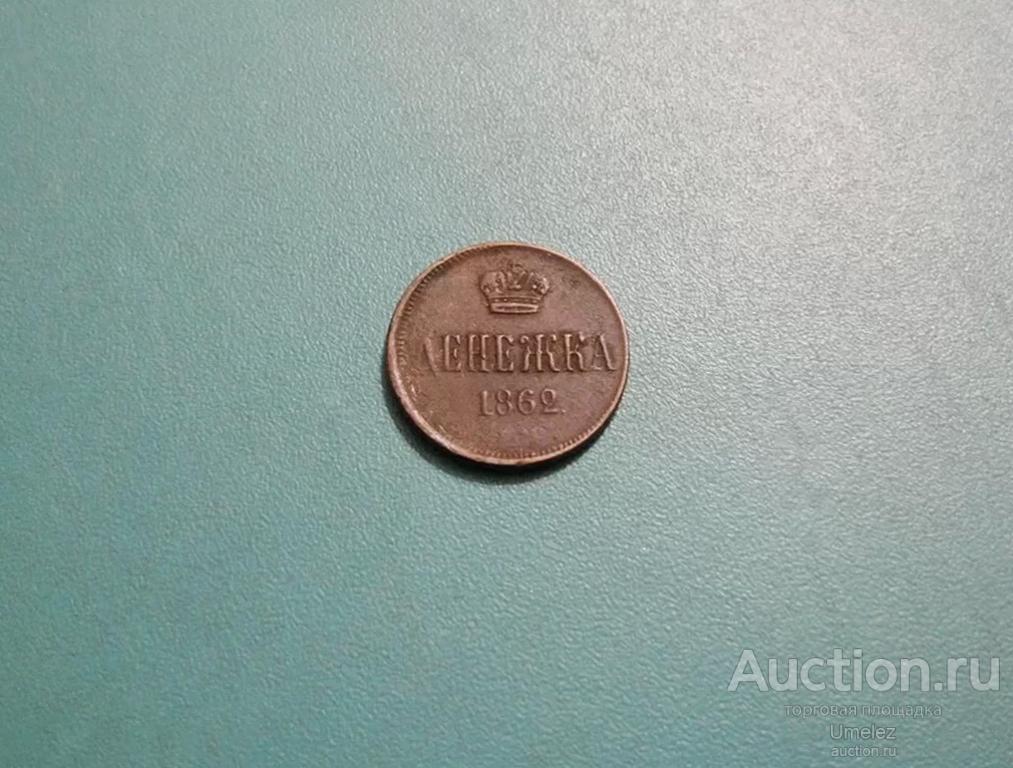 ДЕНЕЖКА
1862.
Auction.ru
торговая площадка
Umelez
auction.ru